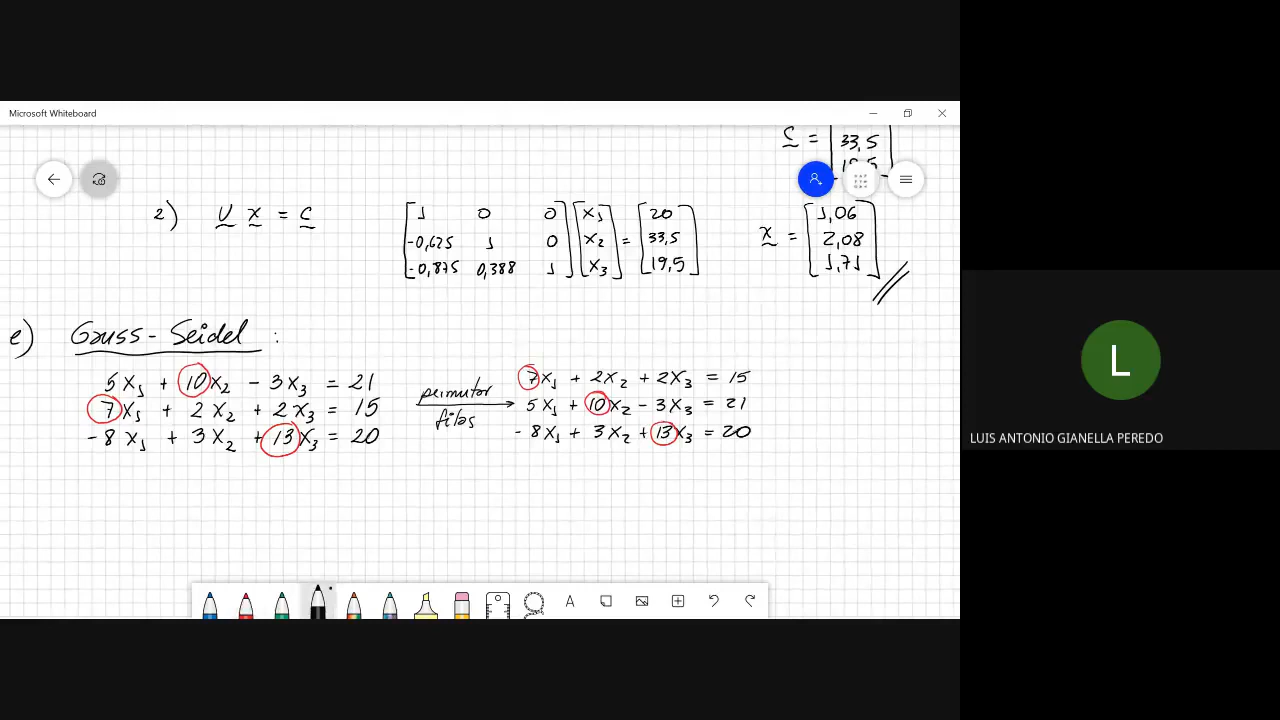 Microsoft Whiteboard
C = [ 33,5
19,5 ]
2) U x = C [ 1 0 0 ; -0,625 1 0 ; -0,875 0,388 1 ] [ x1 ; x2 ; x3 ] = [ 20 ; 33,5 ; 19,5 ] x = [ 1,06 ; 2,08 ; 1,71 ]
e) Gauss - Seidel :
5x1 + 10x2 - 3x3 = 21
7x1 + 2x2 + 2x3 = 15
-8x1 + 3x2 + 13x3 = 20
permutar
filas
7x1 + 2x2 + 2x3 = 15
5x1 + 10x2 - 3x3 = 21
-8x1 + 3x2 + 13x3 = 20
A
L
LUIS ANTONIO GIANELLA PEREDO